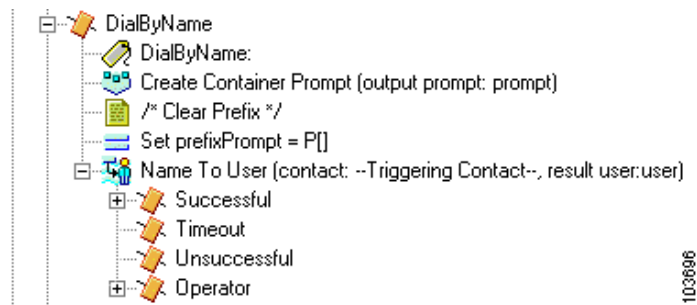 DialByName
DialByName:
Create Container Prompt (output prompt: prompt)
/* Clear Prefix */
Set prefixPrompt = P[]
Name To User (contact: --Triggering Contact--, result user:user)
Successful
Timeout
Unsuccessful
Operator
103696